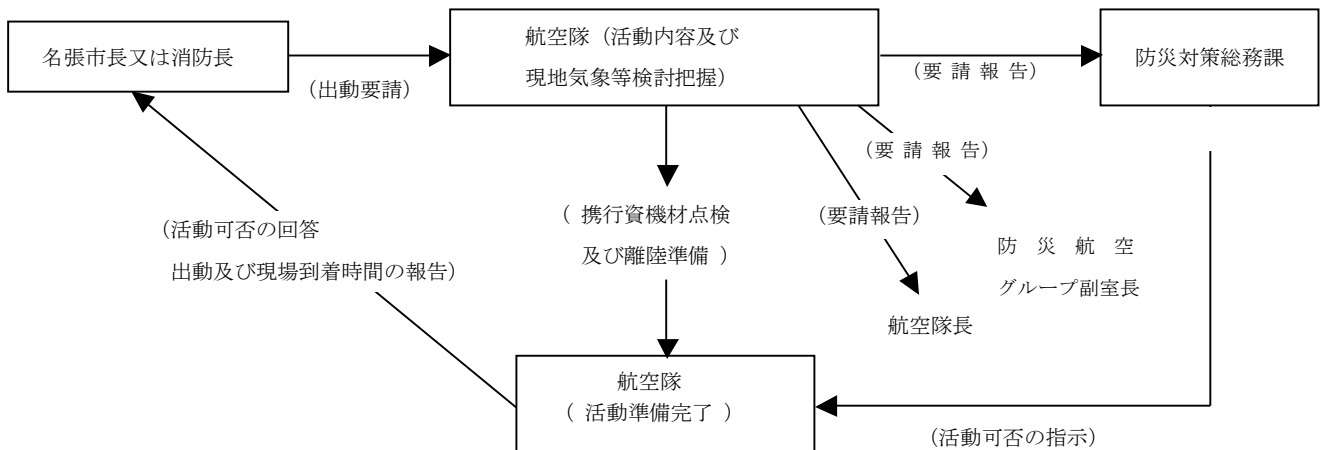 名張市長又は消防長
（出動要請）
航空隊（活動内容及び
現地気象等検討把握）
（要 請 報 告）
防災対策総務課
（要 請 報 告）
（要請報告）
（ 携行資機材点検
及び離陸準備 ）
防　災　航　空
グループ副室長
航空隊長
（活動可否の回答
出動及び現場到着時間の報告）
航空隊
（ 活動準備完了 ）
（活動可否の指示）